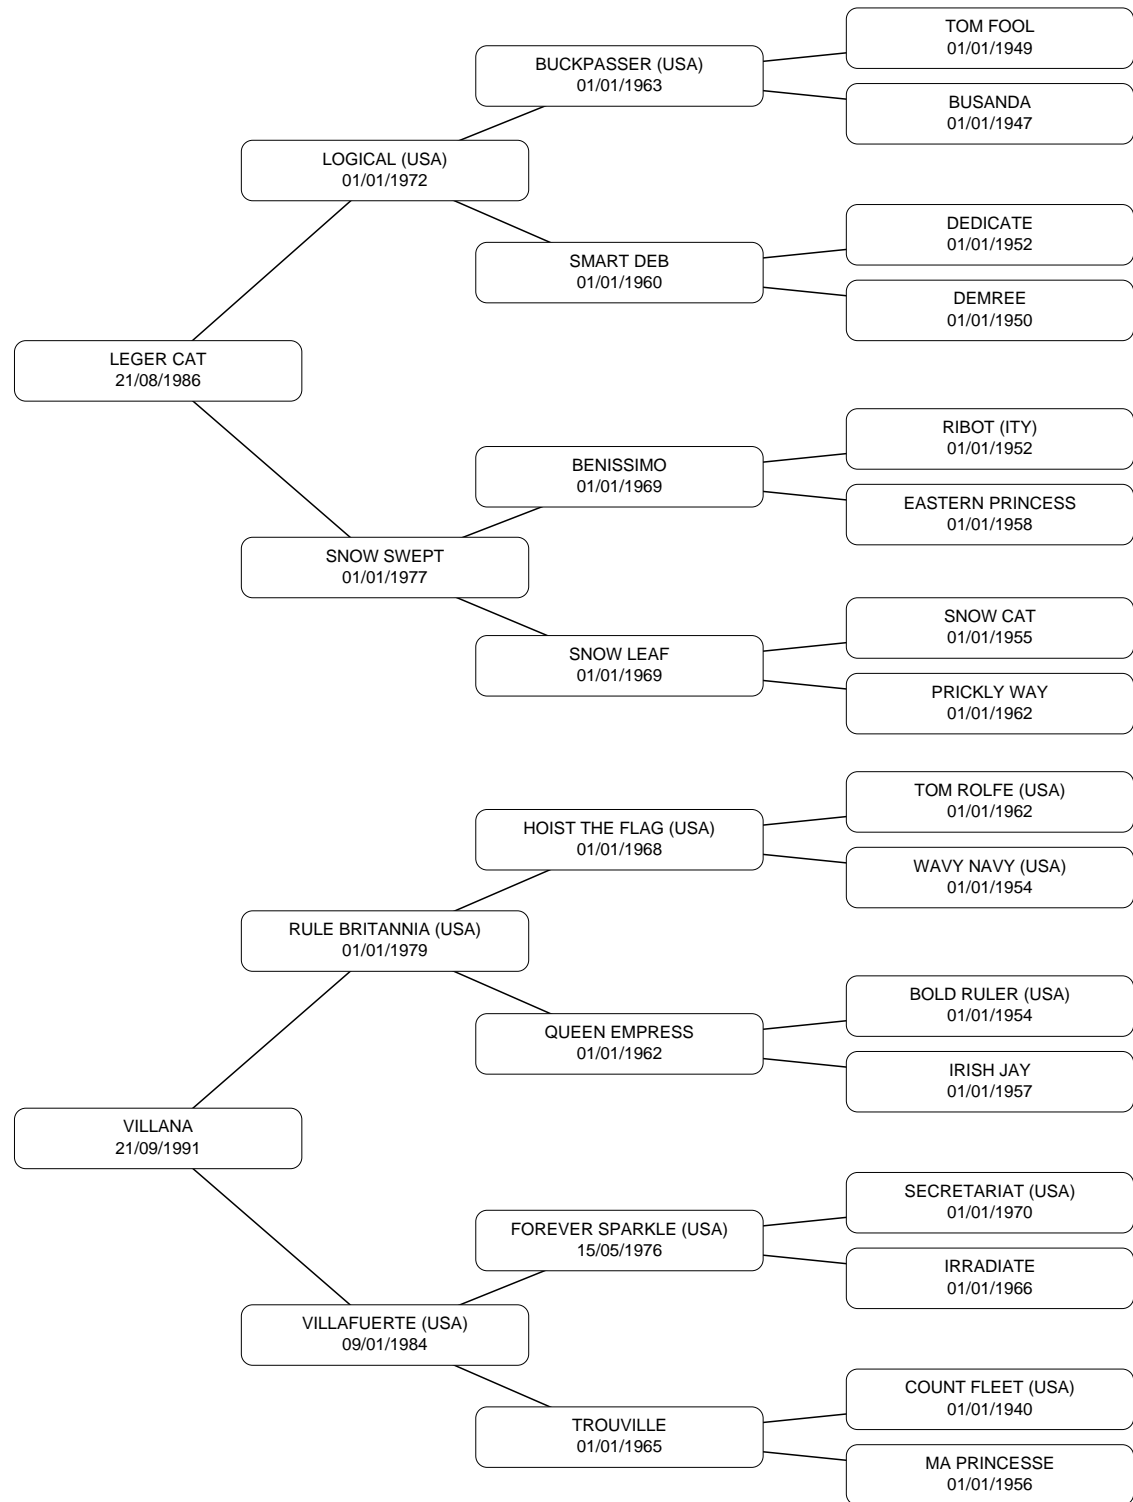 TOM FOOL
01/01/1949
BUCKPASSER (USA)
01/01/1963
BUSANDA
01/01/1947
LOGICAL (USA)
01/01/1972
DEDICATE
01/01/1952
SMART DEB
01/01/1960
DEMREE
01/01/1950
LEGER CAT
21/08/1986
RIBOT (ITY)
01/01/1952
BENISSIMO
01/01/1969
EASTERN PRINCESS
01/01/1958
SNOW SWEPT
01/01/1977
SNOW CAT
01/01/1955
SNOW LEAF
01/01/1969
PRICKLY WAY
01/01/1962
TOM ROLFE (USA)
01/01/1962
HOIST THE FLAG (USA)
01/01/1968
WAVY NAVY (USA)
01/01/1954
RULE BRITANNIA (USA)
01/01/1979
BOLD RULER (USA)
01/01/1954
QUEEN EMPRESS
01/01/1962
IRISH JAY
01/01/1957
VILLANA
21/09/1991
SECRETARIAT (USA)
01/01/1970
FOREVER SPARKLE (USA)
15/05/1976
IRRADIATE
01/01/1966
VILLAFUERTE (USA)
09/01/1984
COUNT FLEET (USA)
01/01/1940
TROUVILLE
01/01/1965
MA PRINCESSE
01/01/1956